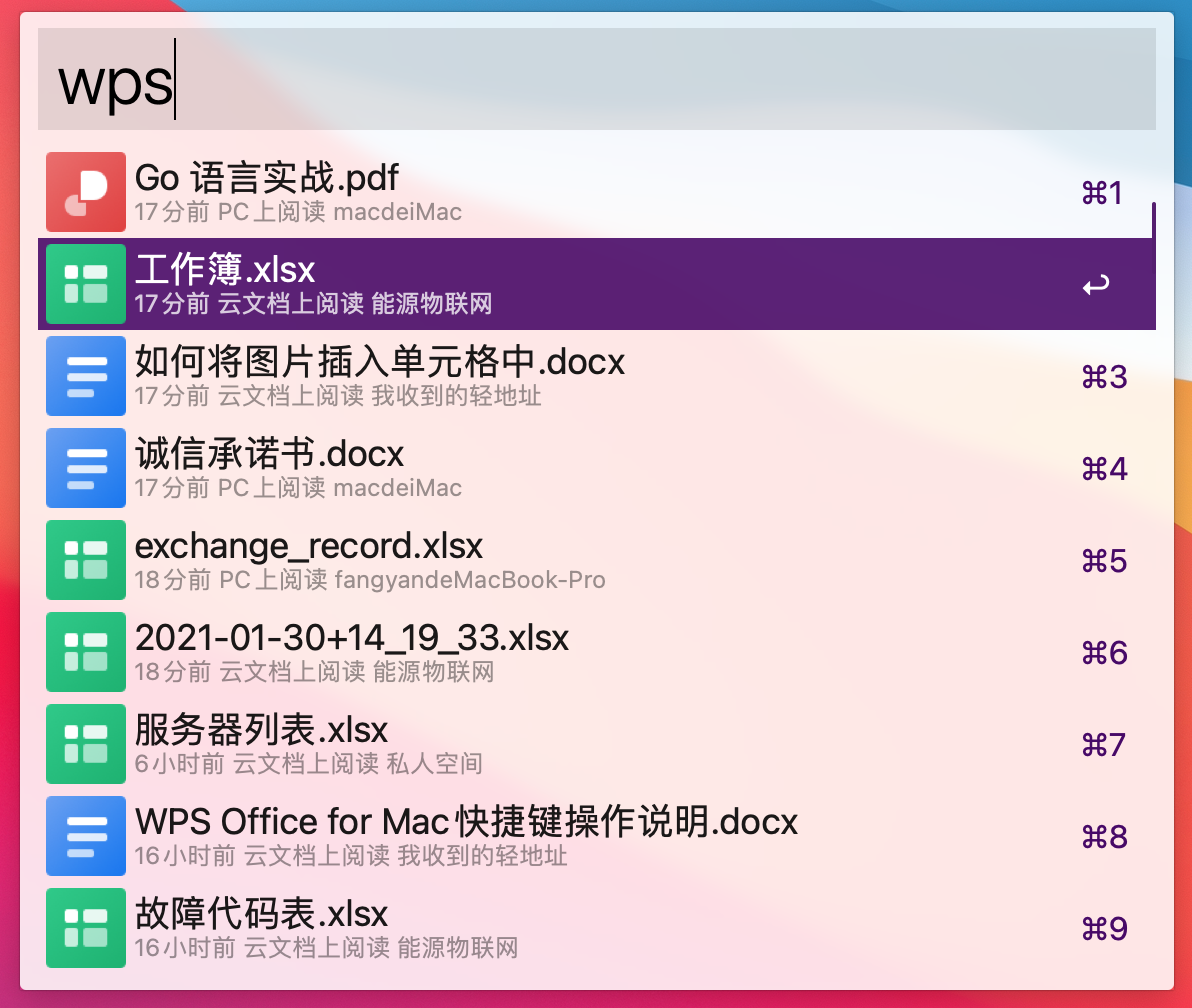 wps
Go 语言实战.pdf
17分前 PC上阅读 macdeiMac
⌘1
工作簿.xlsx
17分前 云文档上阅读 能源物联网
如何将图片插入单元格中.docx
17分前 云文档上阅读 我收到的轻地址
⌘3
诚信承诺书.docx
17分前 PC上阅读 macdeiMac
⌘4
exchange_record.xlsx
18分前 PC上阅读 fangyandeMacBook-Pro
⌘5
2021-01-30+14_19_33.xlsx
18分前 云文档上阅读 能源物联网
⌘6
服务器列表.xlsx
6小时前 云文档上阅读 私人空间
⌘7
WPS Office for Mac快捷键操作说明.docx
16小时前 云文档上阅读 我收到的轻地址
⌘8
故障代码表.xlsx
16小时前 云文档上阅读 能源物联网
⌘9